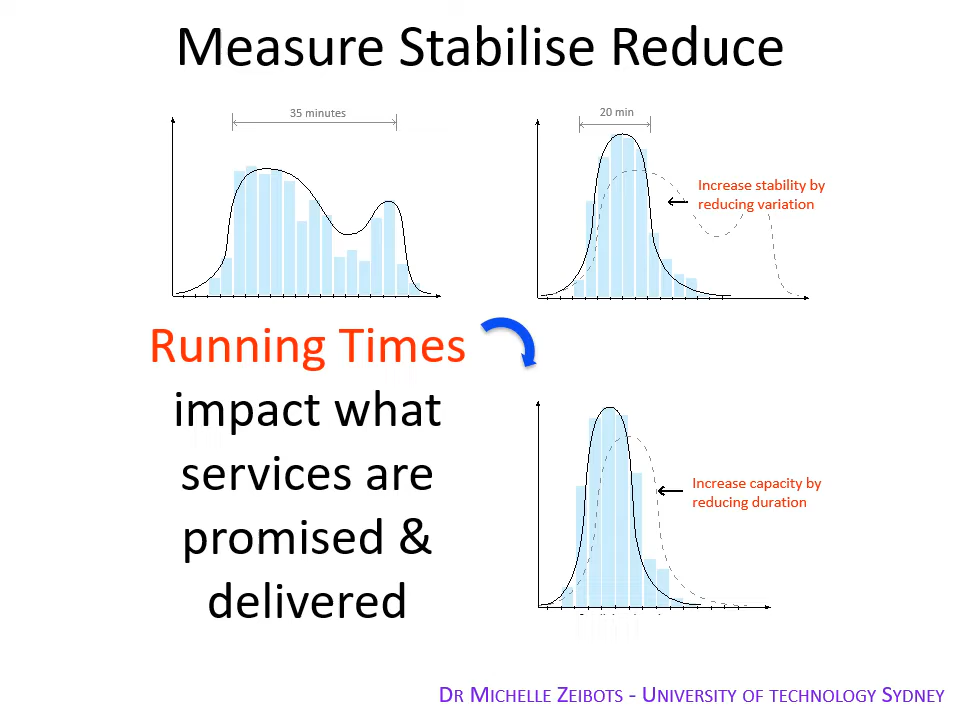 Measure Stabilise Reduce
35 minutes
20 min
Increase stability by
reducing variation
Running Times
impact what
services are
promised &
delivered
Increase capacity by
reducing duration
DR MICHELLE ZEIBOTS - UNIVERSITY OF TECHNOLOGY SYDNEY